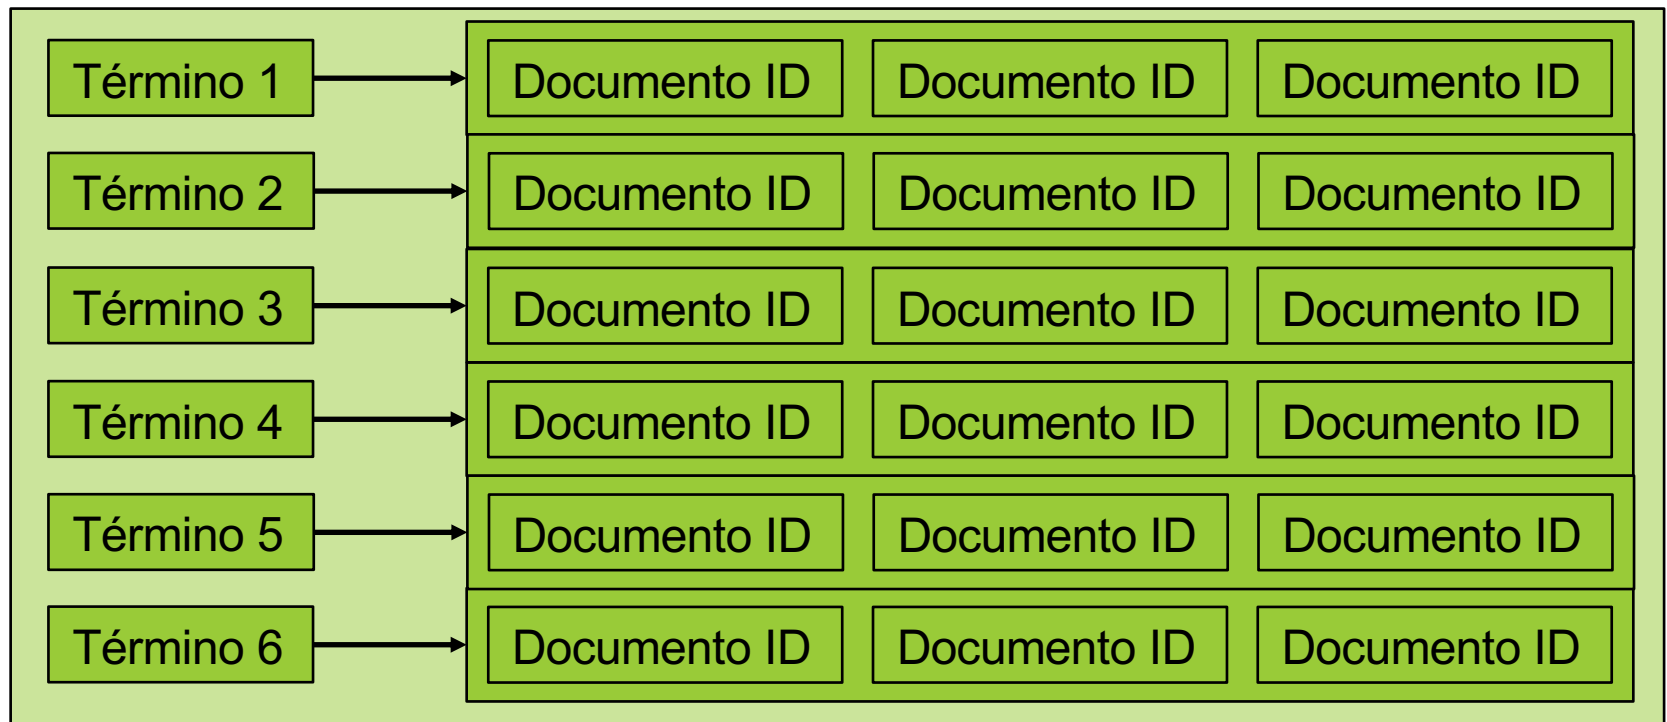 Término 1 Documento ID Documento ID Documento ID
Término 2 Documento ID Documento ID Documento ID
Término 3 Documento ID Documento ID Documento ID
Término 4 Documento ID Documento ID Documento ID
Término 5 Documento ID Documento ID Documento ID
Término 6 Documento ID Documento ID Documento ID